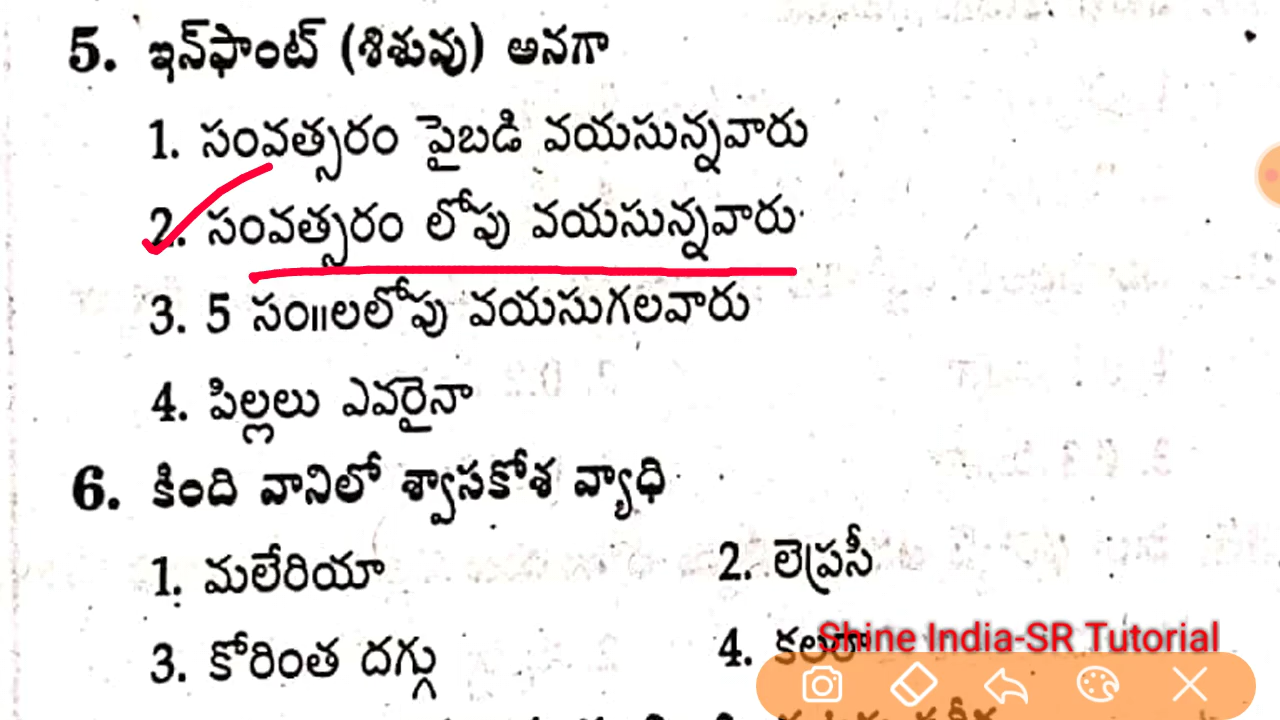 5. ఇన్‌ఫాంట్ (శిశువు) అనగా
1. సంవత్సరం పైబడి వయసున్నవారు
2. సంవత్సరం లోపు వయసున్నవారు
3. 5 సం॥లలోపు వయసుగలవారు
4. పిల్లలు ఎవరైనా
6. కింది వానిలో శ్వాసకోశ వ్యాధి
1. మలేరియా
2. లెప్రసీ
3. కోరింత దగ్గు
4. కలరా
Shine India-SR Tutorial